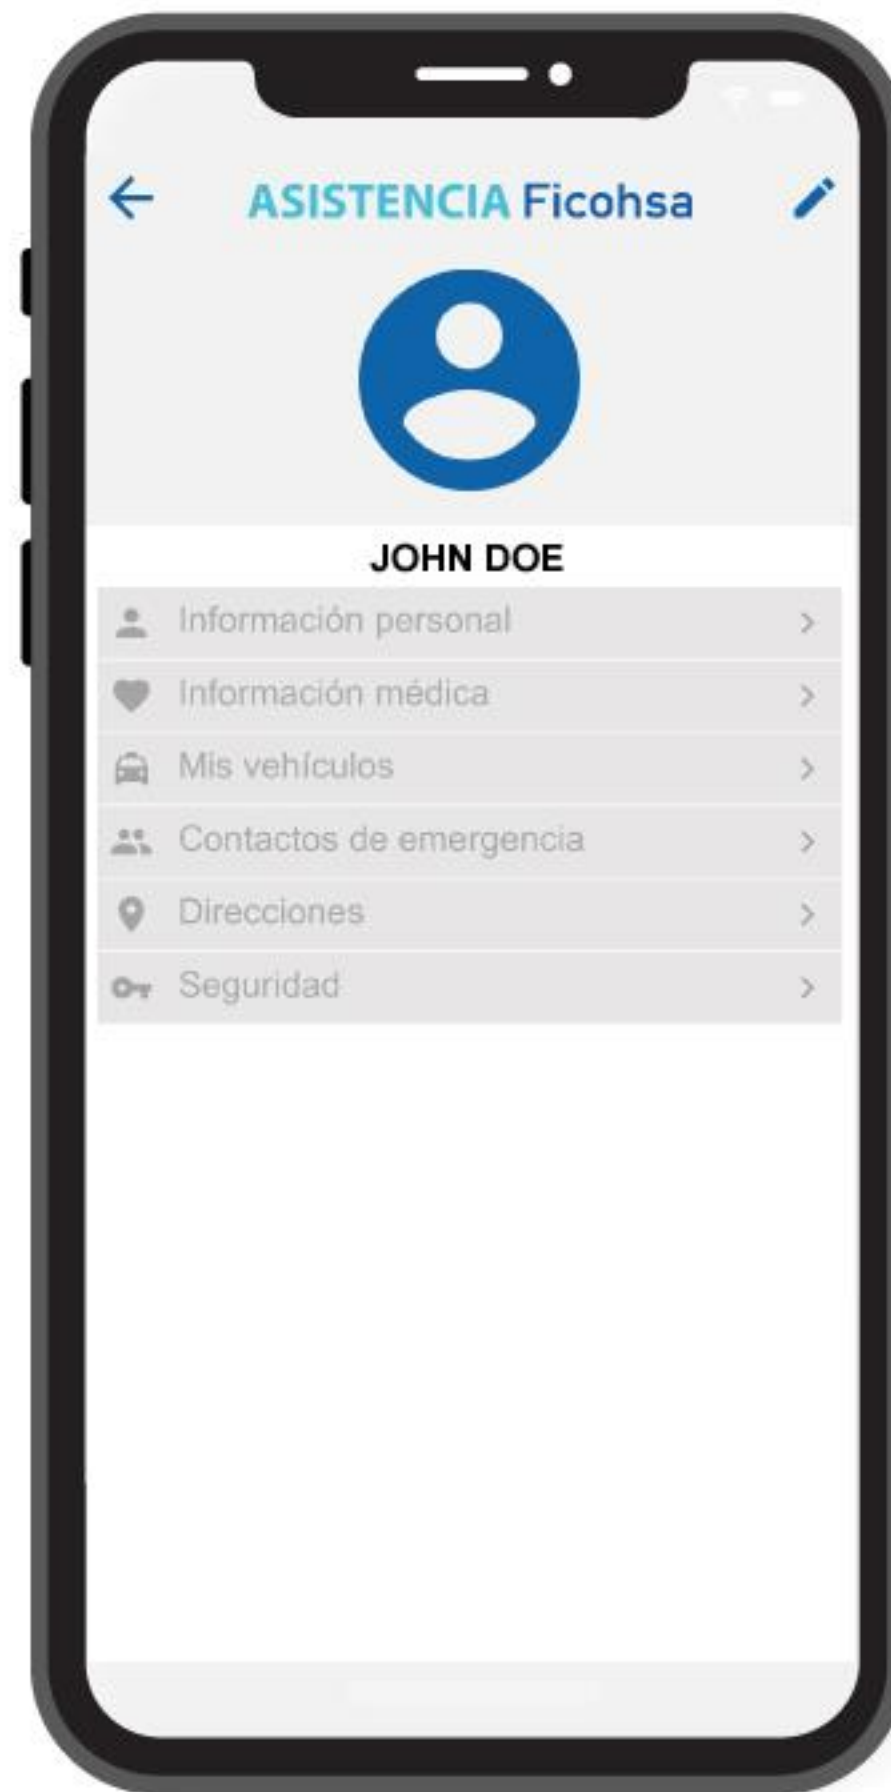 ASISTENCIA Ficohsa
JOHN DOE
Información personal
Información médica
Mis vehículos
Contactos de emergencia
Direcciones
Seguridad